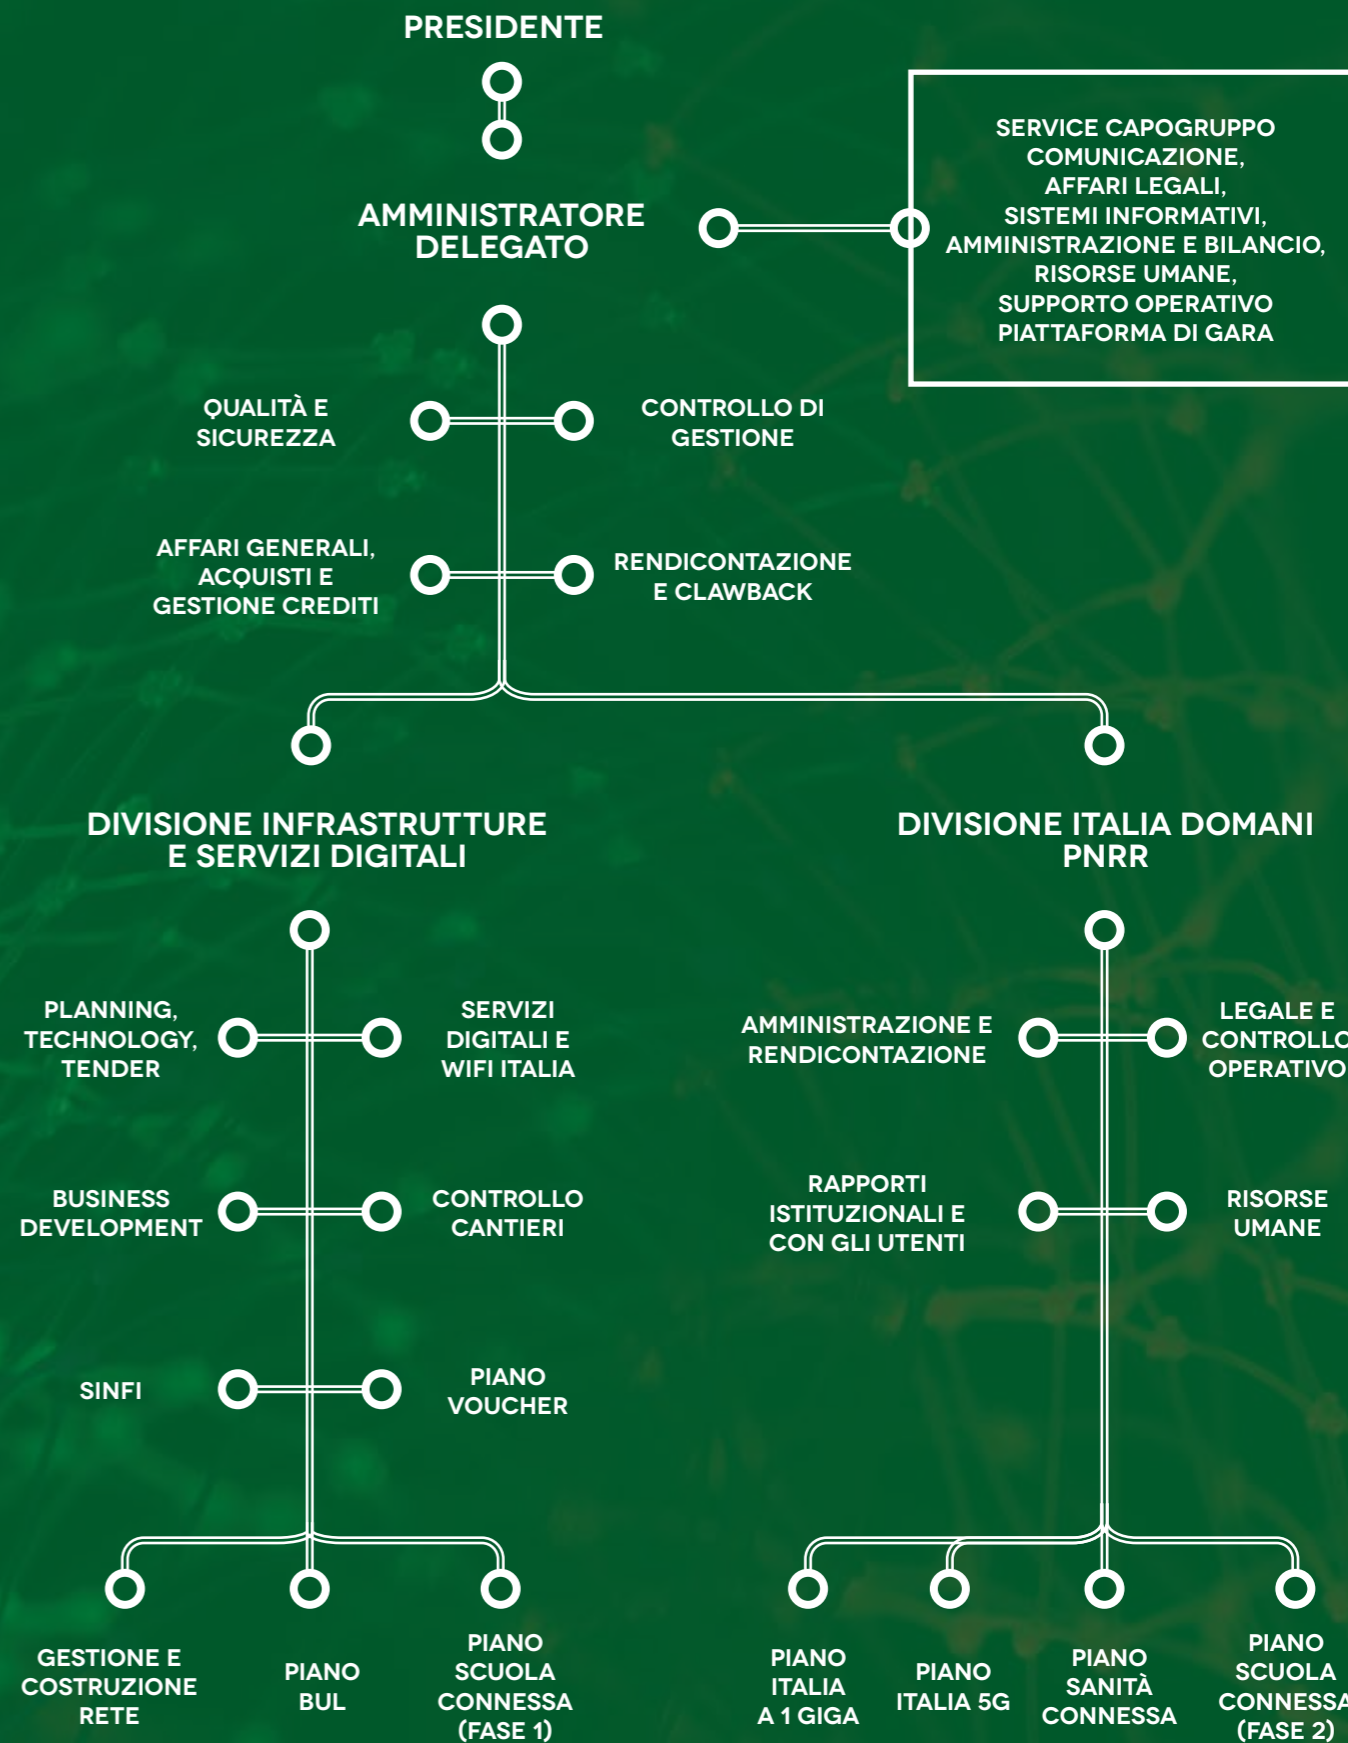 PRESIDENTE
AMMINISTRATORE
DELEGATO
SERVICE CAPOGRUPPO
COMUNICAZIONE,
AFFARI LEGALI,
SISTEMI INFORMATIVI,
AMMINISTRAZIONE E BILANCIO,
RISORSE UMANE,
SUPPORTO OPERATIVO
PIATTAFORMA DI GARA
QUALITÀ E
SICUREZZA
CONTROLLO DI
GESTIONE
AFFARI GENERALI,
ACQUISTI E
GESTIONE CREDITI
RENDICONTAZIONE
E CLAWBACK
DIVISIONE INFRASTRUTTURE
E SERVIZI DIGITALI
DIVISIONE ITALIA DOMANI
PNRR
PLANNING,
TECHNOLOGY,
TENDER
SERVIZI
DIGITALI E
WIFI ITALIA
AMMINISTRAZIONE E
RENDICONTAZIONE
LEGALE E
CONTROLLO
OPERATIVO
BUSINESS
DEVELOPMENT
CONTROLLO
CANTIERI
RAPPORTI
ISTITUZIONALI E
CON GLI UTENTI
RISORSE
UMANE
SINFI
PIANO
VOUCHER
GESTIONE E
COSTRUZIONE
RETE
PIANO
BUL
PIANO
SCUOLA
CONNESSA
(FASE 1)
PIANO
ITALIA
A 1 GIGA
PIANO
ITALIA 5G
PIANO
SANITÀ
CONNESSA
PIANO
SCUOLA
CONNESSA
(FASE 2)